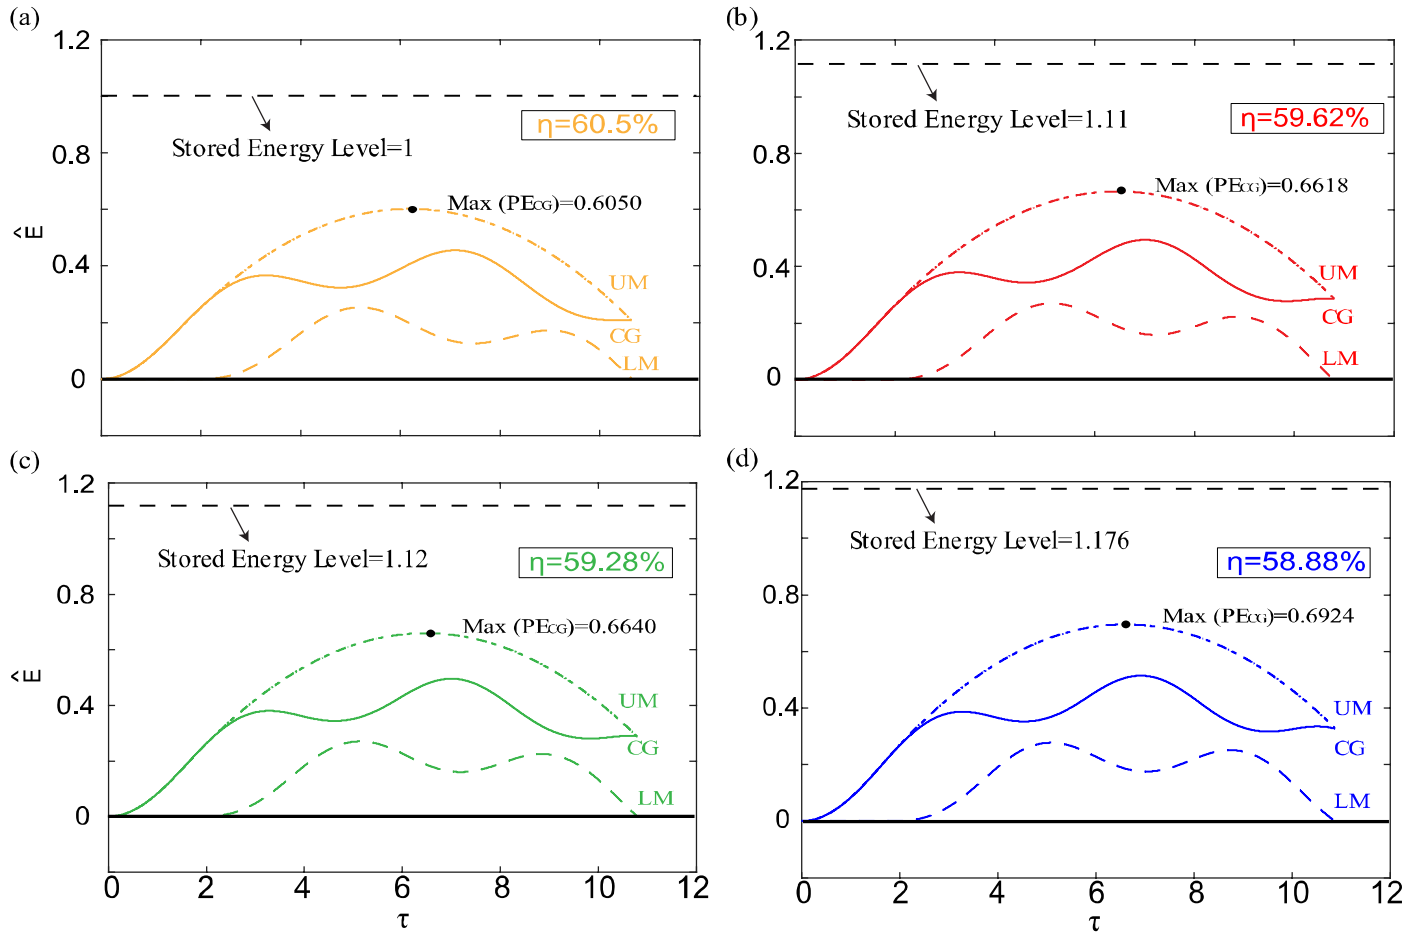 (a)
1.2
0.8
0.4
0
Ê
Stored Energy Level=1
η=60.5%
Max (PECG)=0.6050
UM
CG
LM
(b)
1.2
0.8
0.4
0
Stored Energy Level=1.11
η=59.62%
Max (PECG)=0.6618
UM
CG
LM
(c)
1.2
0.8
0.4
0
Ê
Stored Energy Level=1.12
η=59.28%
Max (PECG)=0.6640
UM
CG
LM
0 2 4 6 8 10 12
τ
(d)
1.2
0.8
0.4
0
Stored Energy Level=1.176
η=58.88%
Max (PECG)=0.6924
UM
CG
LM
0 2 4 6 8 10 12
τ